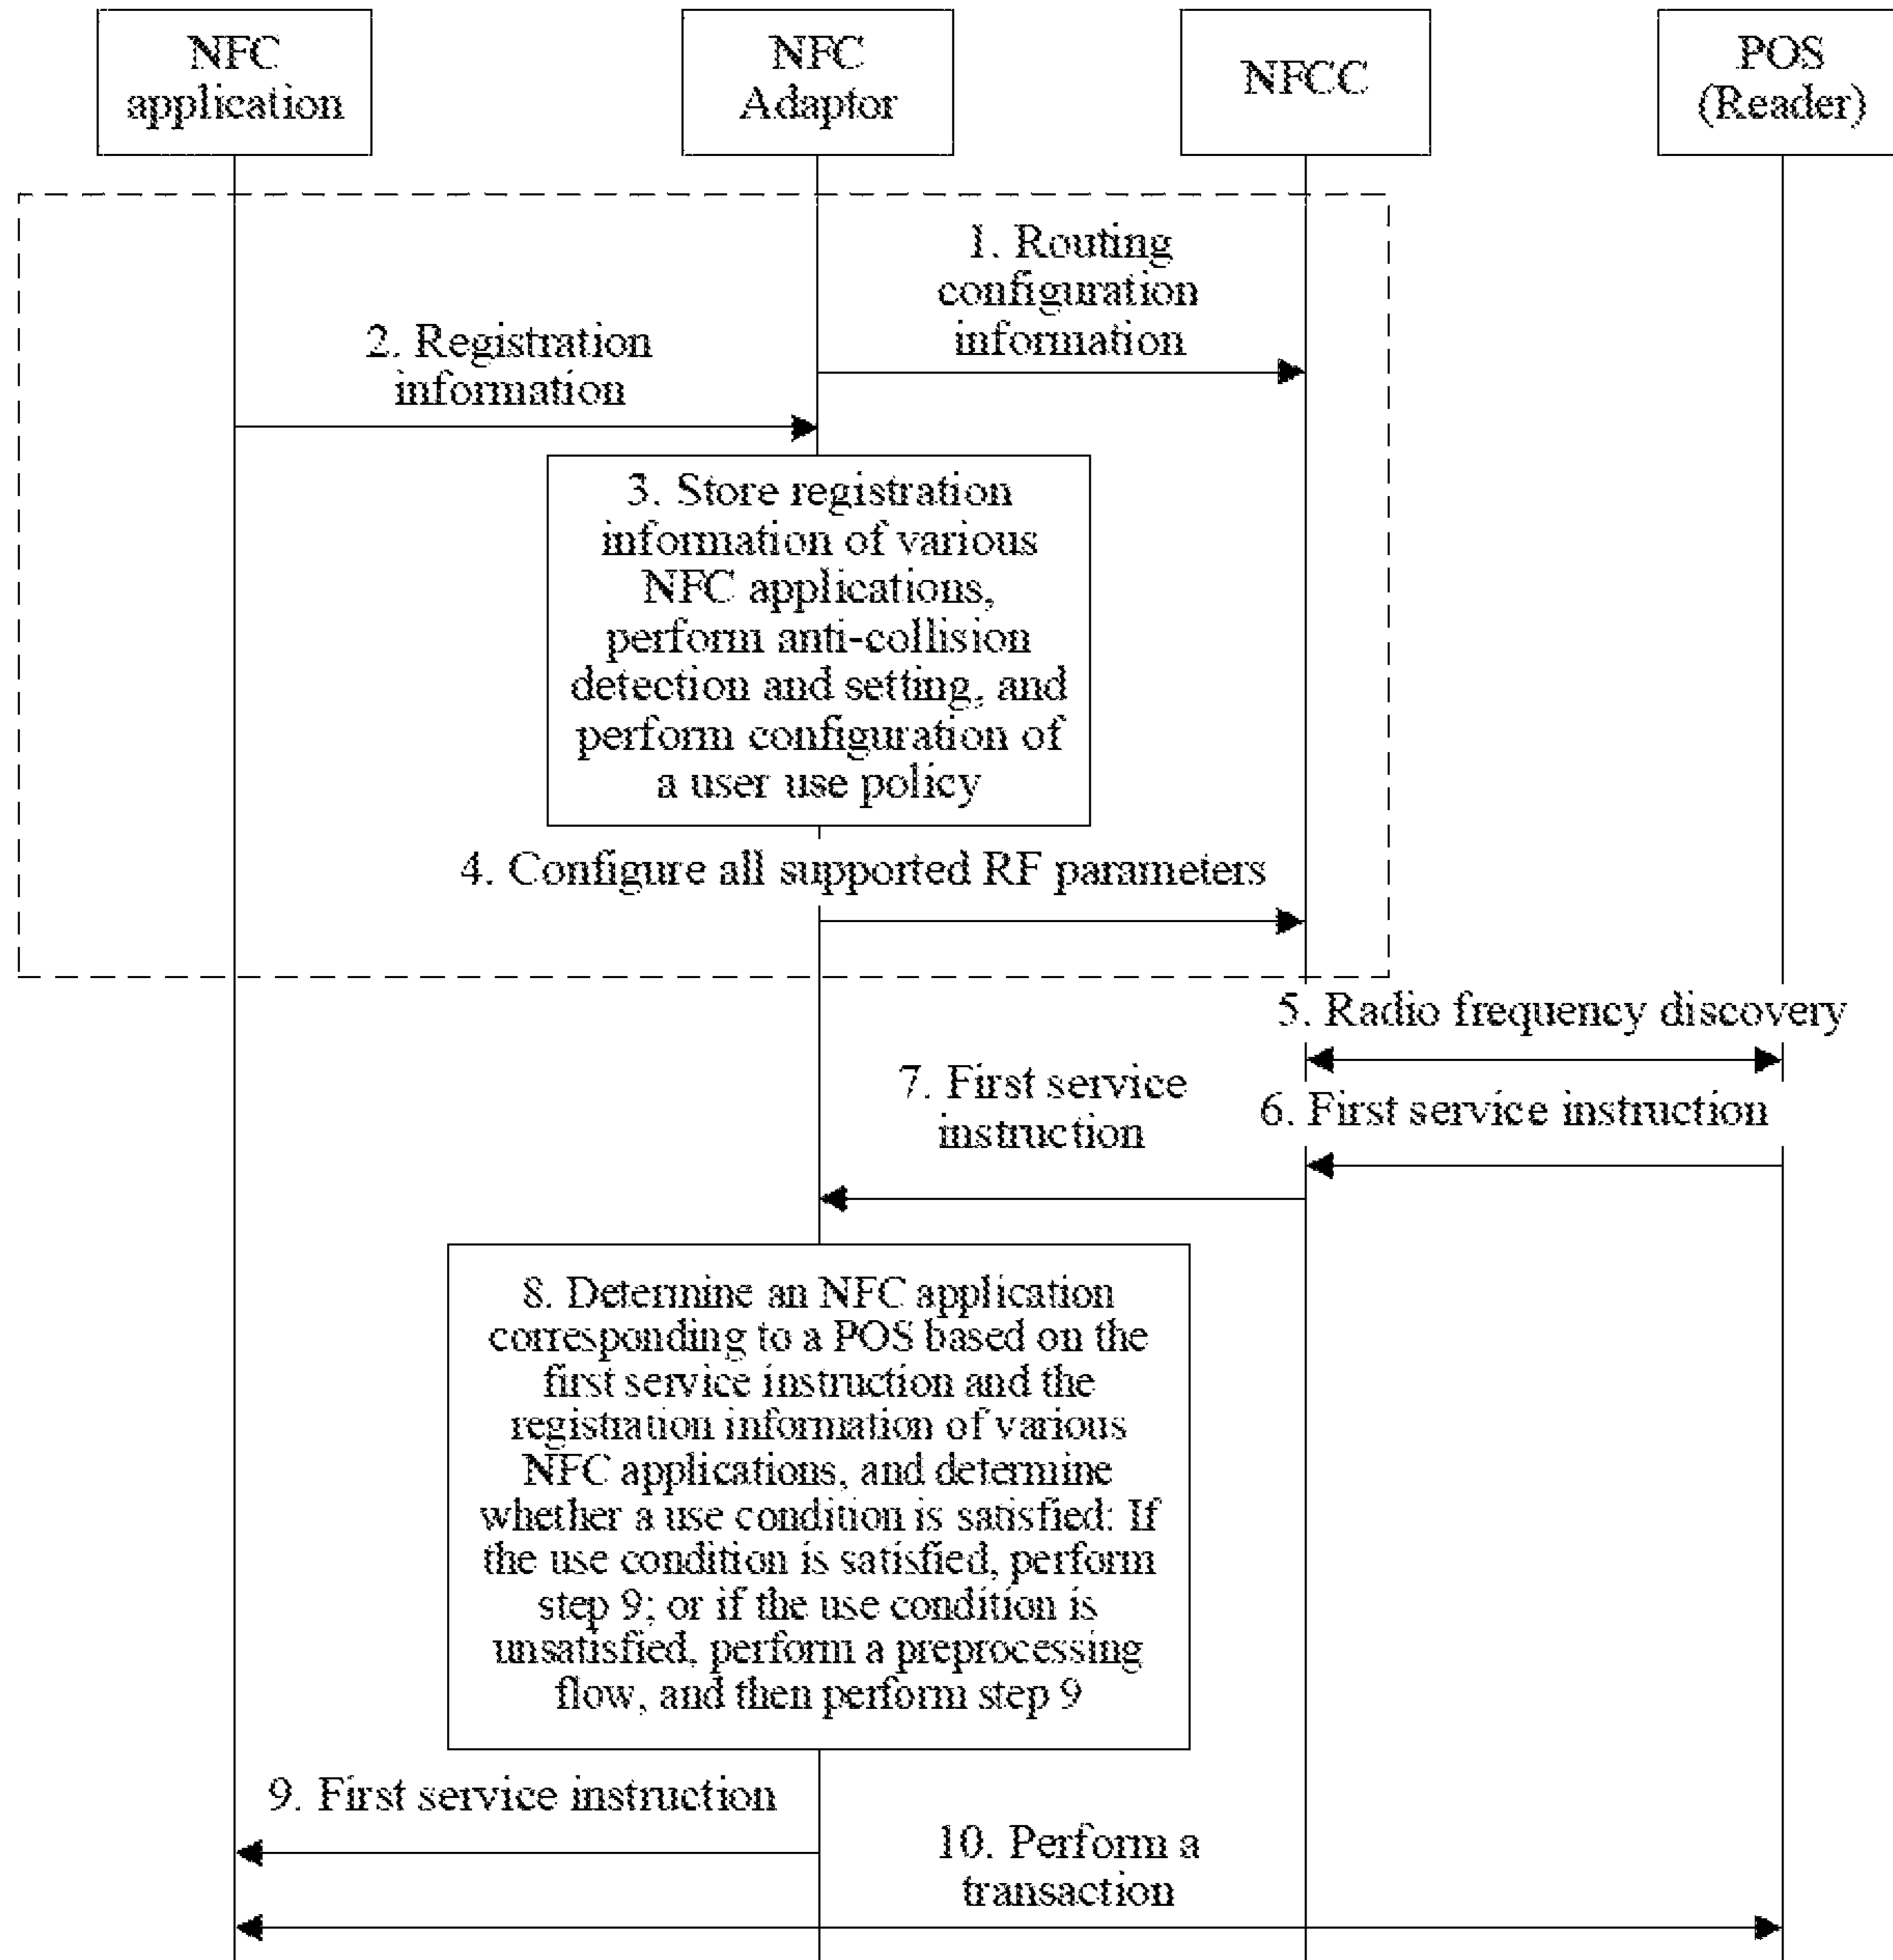 NFC
application
NFC
Adaptor
NFCC
POS
(Reader)
1. Routing
configuration
information
2. Registration
information
3. Store registration
information of various
NFC applications,
perform anti-collision
detection and setting, and
perform configuration of
a user use policy
4. Configure all supported RF parameters
5. Radio frequency discovery
6. First service instruction
7. First service
instruction
8. Determine an NFC application
corresponding to a POS based on the
first service instruction and the
registration information of various
NFC applications, and determine
whether a use condition is satisfied: If
the use condition is satisfied, perform
step 9; or if the use condition is
unsatisfied, perform a preprocessing
flow, and then perform step 9
9. First service instruction
10. Perform a
transaction